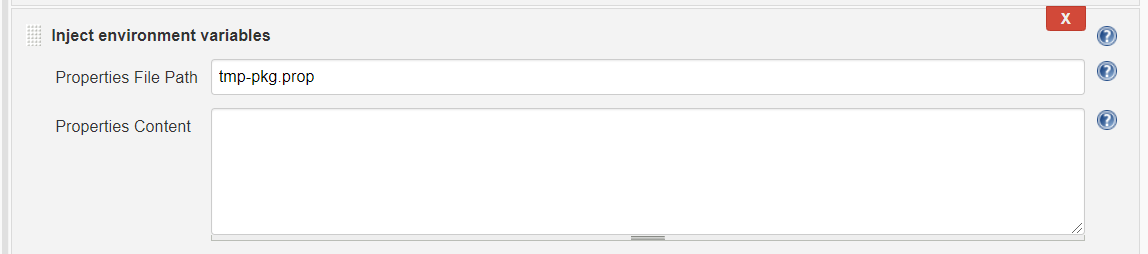 X
Inject environment variables
?
Properties File Path tmp-pkg.prop
?
Properties Content
?